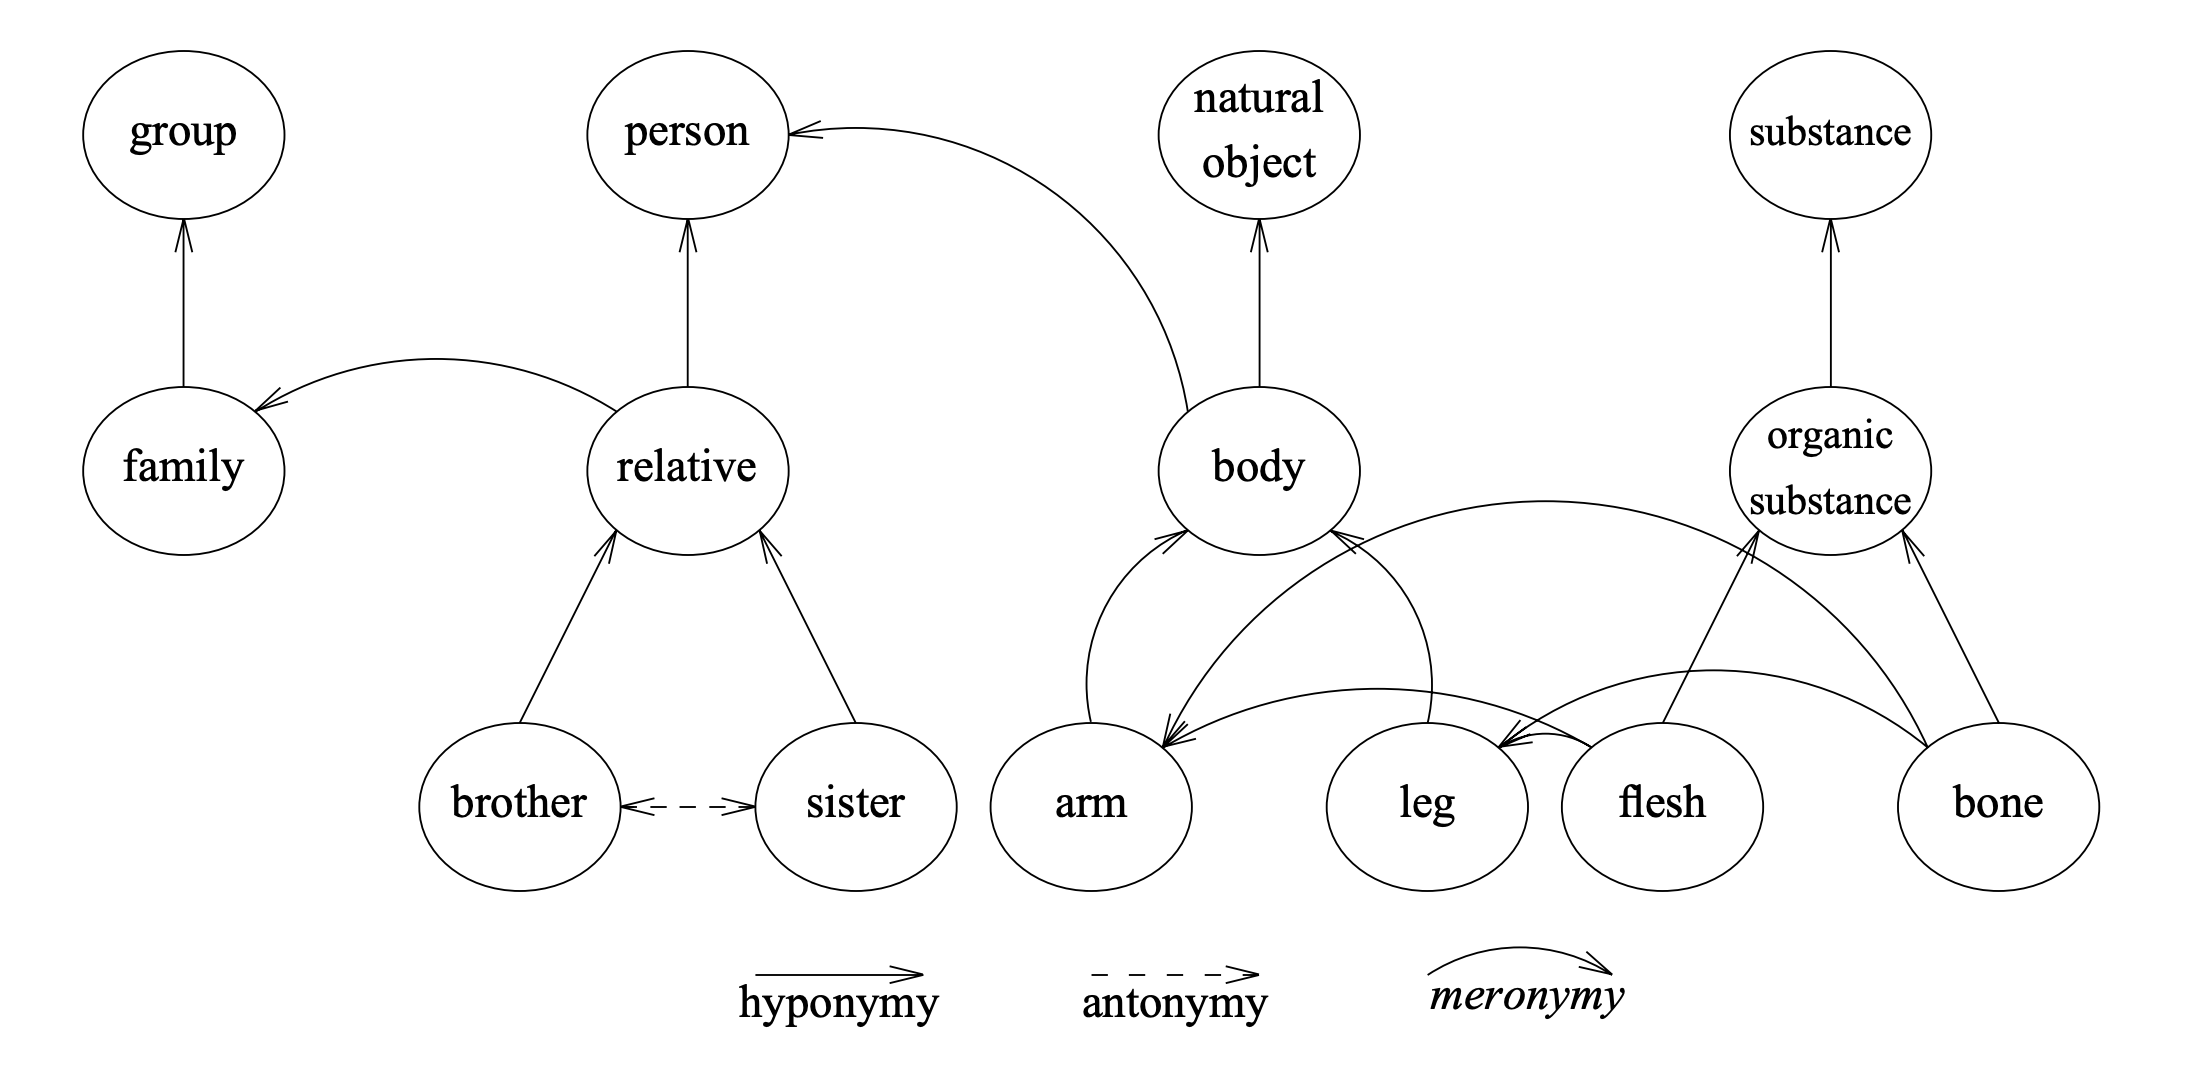 group
person
natural
object
substance
family
relative
body
organic
substance
brother
sister
arm
leg
flesh
bone
hyponymy
antonymy
meronymy